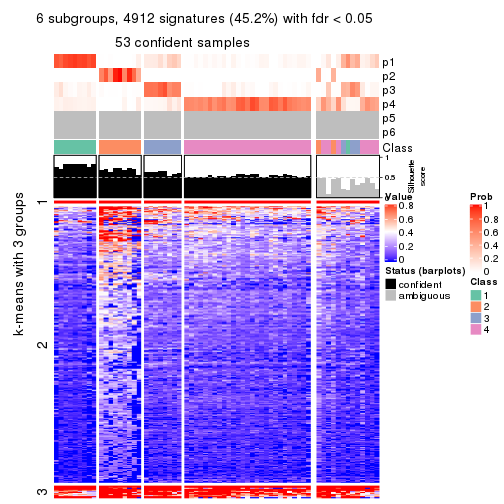 6 subgroups, 4912 signatures (45.2%) with fdr < 0.05
53 confident samples
p1
p2
p3
p4
p5
p6
Class
1
0.5
Silhouette
score
k-means with 3 groups
1
2
3
Value
0.8
0.6
0.4
0.2
0
Status (barplots)
confident
ambiguous
Prob
1
0.8
0.6
0.4
0.2
0
Class
1
2
3
4